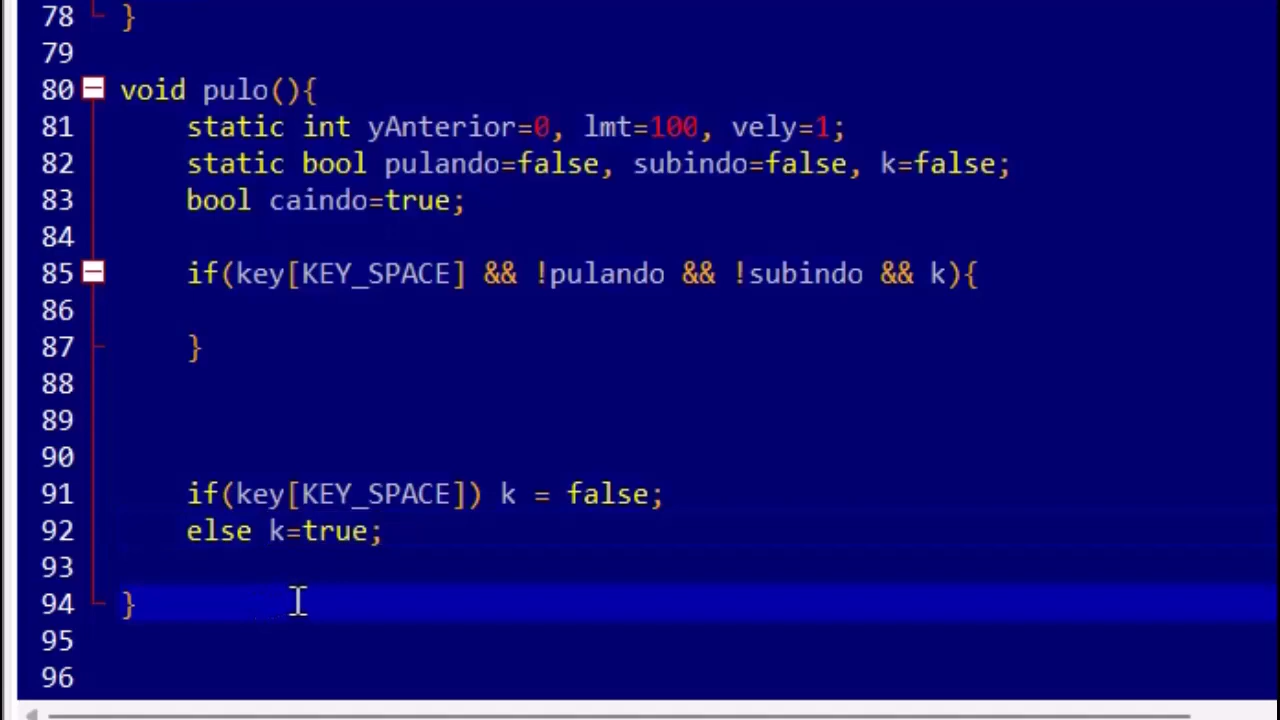 78 }
79
80 void pulo(){
81 static int yAnterior=0, lmt=100, vely=1;
82 static bool pulando=false, subindo=false, k=false;
83 bool caindo=true;
84
85 if(key[KEY_SPACE] && !pulando && !subindo && k){
86
87 }
88
89
90
91 if(key[KEY_SPACE]) k = false;
92 else k=true;
93
94 }
95
96